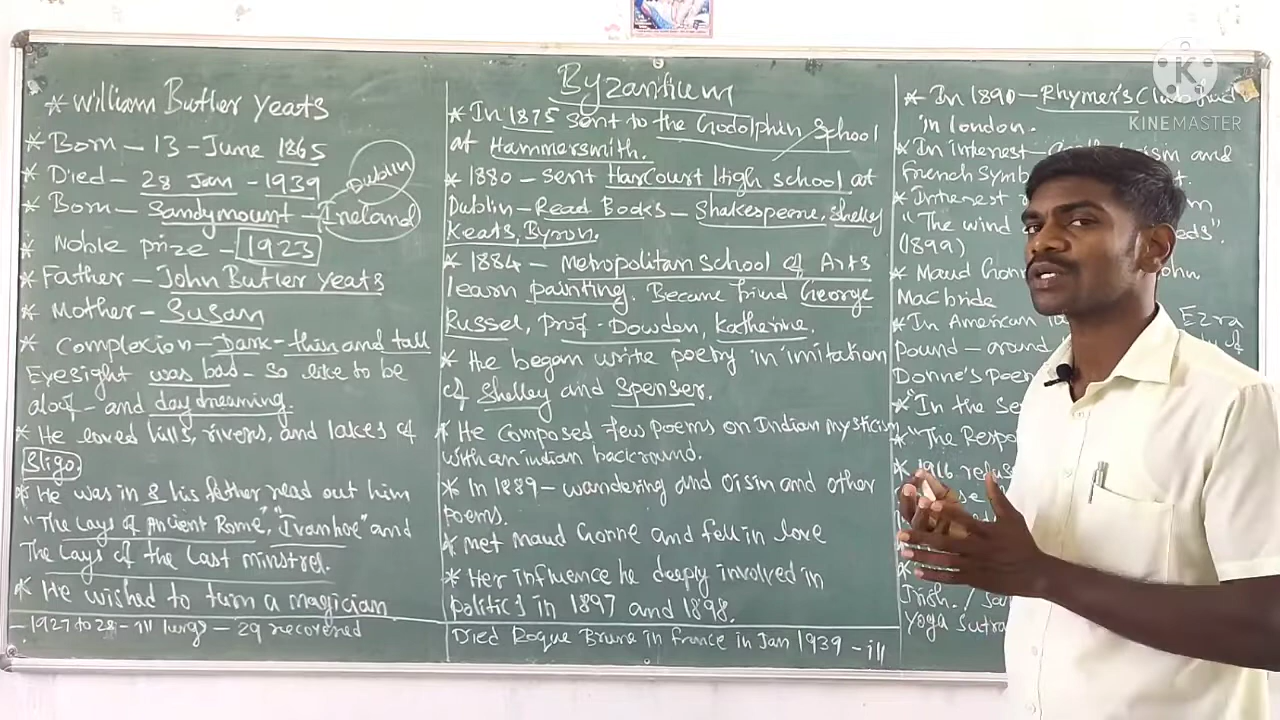 Byzantium
* William Butler Yeats
* Born - 13 - June 1865
* Died - 28 Jan - 1939
Dublin
* Born - Sandymount - Ireland
* Noble prize - 1923
* Father - John Butler Yeats
* Mother - Susan
* Complexion - Dark - thin and tall
Eyesight was bad - so like to be
aloof - and day dreaming.
* He loved hills, rivers, and lakes of
Sligo.
* He was in 8 his father read out him
"The Lays of Ancient Rome", "Ivanhoe" and
The Lays of the Last minstrel.
* He wished to turn a magician
- 1927 to 28 - ill lungs - 29 recovered
* In 1875 sent to the Godolphin School
at Hammersmith.
* 1880 - sent Harcourt High school at
Dublin - Read Books - Shakespeare, Shelley
Keats, Byron.
* 1884 - Metropolitan School of Arts
learn painting. Became friend George
Russel, Prof - Dowden, Katherine.
* He began write poetry in imitation
of Shelley and Spenser.
* He composed few poems on Indian mysticism
with an indian background.
* In 1889 - wandering and Oisin and other
poems.
* Met Maud Gonne and fell in love
* Her influence he deeply involved in
politics in 1897 and 1898.
Died Roque Brune in France in Jan 1939 - ill
* In 1890 - Rhymer's Club
in london.
* In interest - and
French Symb
* Interest
"The wind eds".
(1899)
* Maud Gonn John
MacBride
* In American Ezra
Pound - around of
Donne's Poem
* "In the Se
* "The Respo
* 1916 refus
Irish. /
Yoga Sutra
K
KINEMASTER